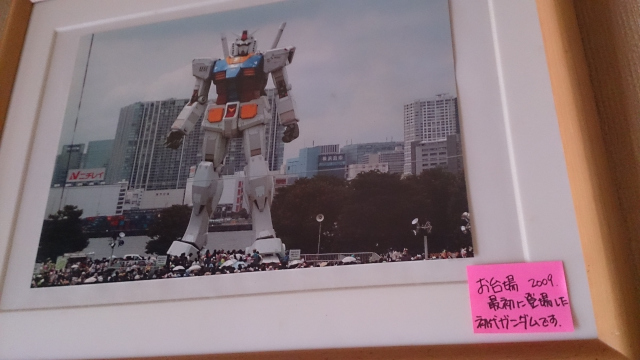 ニチレイ
お台場 2009.
最初に登場した
初代ガンダムです.